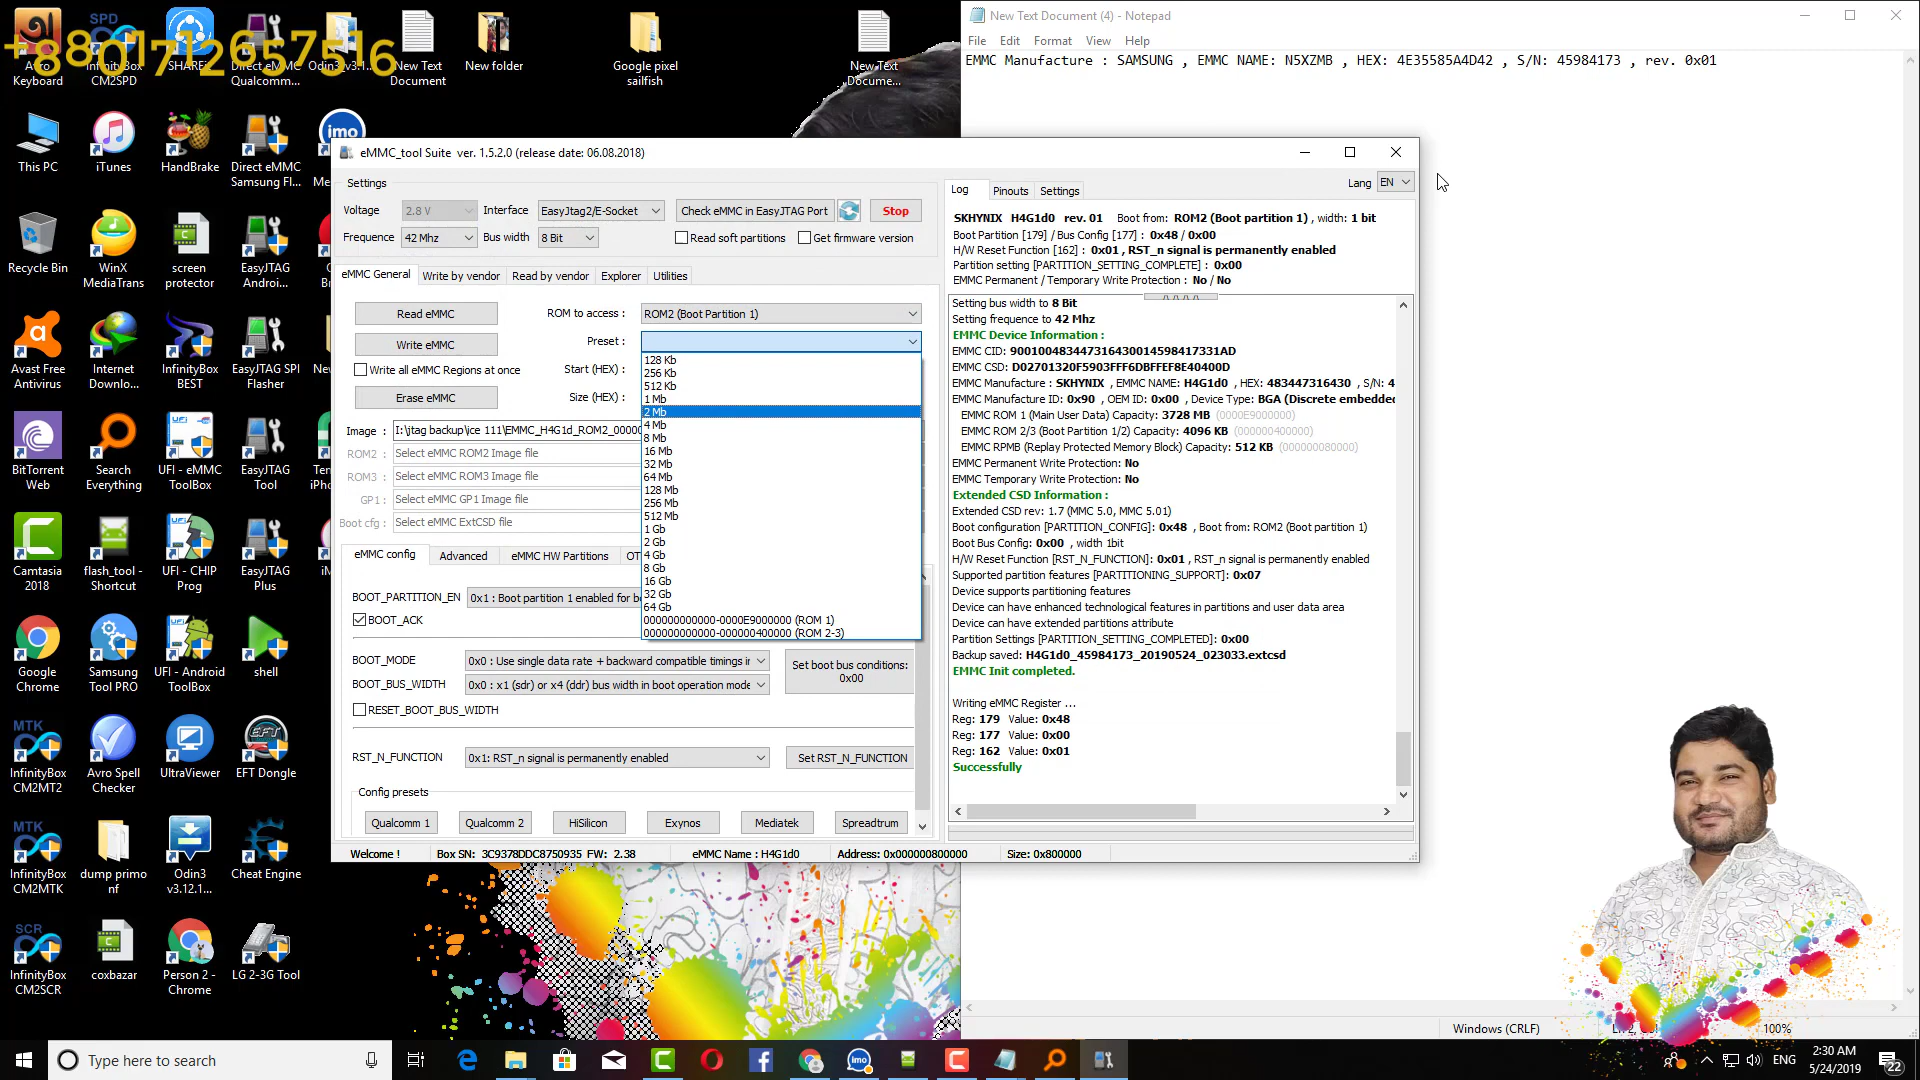 +8801712657516
Avro
Keyboard
InfinityBox
CM2SPD
SHAREit
Direct eMMC
Qualcomm...
Odin3 v3.1...
New Text
Document
New folder
Google pixel
sailfish
New Text
Docume...
This PC
iTunes
HandBrake
Direct eMMC
Samsung Fl...
imo
Recycle Bin
WinX
MediaTrans
screen
protector
EasyJTAG
Androi...
Avast Free
Antivirus
Internet
Downlo...
InfinityBox
BEST
EasyJTAG SPI
Flasher
BitTorrent
Web
Search
Everything
UFI - eMMC
ToolBox
EasyJTAG
Tool
Camtasia
2018
flash_tool -
Shortcut
UFI - CHIP
Prog
EasyJTAG
Plus
Google
Chrome
Samsung
Tool PRO
UFI - Android
ToolBox
shell
InfinityBox
CM2MT2
Avro Spell
Checker
UltraViewer
EFT Dongle
InfinityBox
CM2MTK
dump primo
nf
Odin3
v3.12.1...
Cheat Engine
InfinityBox
CM2SCR
coxbazar
Person 2 -
Chrome
LG 2-3G Tool
New Text Document (4) - Notepad
File Edit Format View Help
EMMC Manufacture : SAMSUNG , EMMC NAME: N5XZMB , HEX: 4E35585A4D42 , S/N: 45984173 , rev. 0x01
Windows (CRLF)
100%
eMMC_tool Suite ver. 1.5.2.0 (release date: 06.08.2018)
Settings
Voltage 2.8 V Interface EasyJtag2/E-Socket Check eMMC in EasyJTAG Port Stop
Frequence 42 Mhz Bus width 8 Bit Read soft partitions Get firmware version
eMMC General Write by vendor Read by vendor Explorer Utilities
Read eMMC ROM to access : ROM2 (Boot Partition 1)
Write eMMC Preset :
Write all eMMC Regions at once Start (HEX) :
Erase eMMC Size (HEX) :
128 Kb
256 Kb
512 Kb
1 Mb
2 Mb
4 Mb
8 Mb
16 Mb
32 Mb
64 Mb
128 Mb
256 Mb
512 Mb
1 Gb
2 Gb
4 Gb
8 Gb
16 Gb
32 Gb
64 Gb
000000000000-0000E9000000 (ROM 1)
000000000000-000000400000 (ROM 2-3)
Image : I:\jtag backup\ice 111\EMMC_H4G1d_ROM2_00000
ROM2 : Select eMMC ROM2 Image file
ROM3 : Select eMMC ROM3 Image file
GP1 : Select eMMC GP1 Image file
Boot cfg : Select eMMC ExtCSD file
eMMC config Advanced eMMC HW Partitions
BOOT_PARTITION_EN 0x1 : Boot partition 1 enabled for
BOOT_ACK
BOOT_MODE 0x0 : Use single data rate + backward compatible timings
BOOT_BUS_WIDTH 0x0 : x1 (sdr) or x4 (ddr) bus width in boot operation mode
Set boot bus conditions:
0x00
RESET_BOOT_BUS_WIDTH
RST_N_FUNCTION 0x1: RST_n signal is permanently enabled Set RST_N_FUNCTION
Config presets
Qualcomm 1 Qualcomm 2 HiSilicon Exynos Mediatek Spreadtrum
Welcome ! Box SN: 3C9378DDC8750935 FW: 2.38 eMMC Name : H4G1d0 Address: 0x000000800000 Size: 0x800000
Log Pinouts Settings Lang EN
SKHYNIX H4G1d0 rev. 01 Boot from: ROM2 (Boot partition 1) , width: 1 bit
Boot Partition [179] / Bus Config [177] : 0x48 / 0x00
H/W Reset Function [162] : 0x01 , RST_n signal is permanently enabled
Partition setting [PARTITION_SETTING_COMPLETE] : 0x00
EMMC Permanent / Temporary Write Protection : No / No
Setting bus width to 8 Bit
Setting frequence to 42 Mhz
EMMC Device Information :
EMMC CID: 90010048344731643001459841​7331AD
EMMC CSD: D02701320F5903FFF6DBFFEF8E40400D
EMMC Manufacture : SKHYNIX , EMMC NAME: H4G1d0 , HEX: 483447316430 , S/N: 4
EMMC Manufacture ID: 0x90 , OEM ID: 0x00 , Device Type: BGA (Discrete embedded
EMMC ROM 1 (Main User Data) Capacity: 3728 MB (0000E9000000)
EMMC ROM 2/3 (Boot Partition 1/2) Capacity: 4096 KB (000000400000)
EMMC RPMB (Replay Protected Memory Block) Capacity: 512 KB (000000080000)
EMMC Permanent Write Protection: No
EMMC Temporary Write Protection: No
Extended CSD Information :
Extended CSD rev: 1.7 (MMC 5.0, MMC 5.01)
Boot configuration [PARTITION_CONFIG]: 0x48 , Boot from: ROM2 (Boot partition 1)
Boot Bus Config: 0x00 , width 1bit
H/W Reset Function [RST_N_FUNCTION]: 0x01 , RST_n signal is permanently enabled
Supported partition features [PARTITIONING_SUPPORT]: 0x07
Device supports partitioning features
Device can have enhanced technological features in partitions and user data area
Device can have extended partitions attribute
Partition Settings [PARTITION_SETTING_COMPLETED]: 0x00
Backup saved: H4G1d0_45984173_20190524_023033.extcsd
EMMC Init completed.
Writing eMMC Register ...
Reg: 179 Value: 0x48
Reg: 177 Value: 0x00
Reg: 162 Value: 0x01
Successfully
Type here to search
ENG
2:30 AM
5/24/2019
22